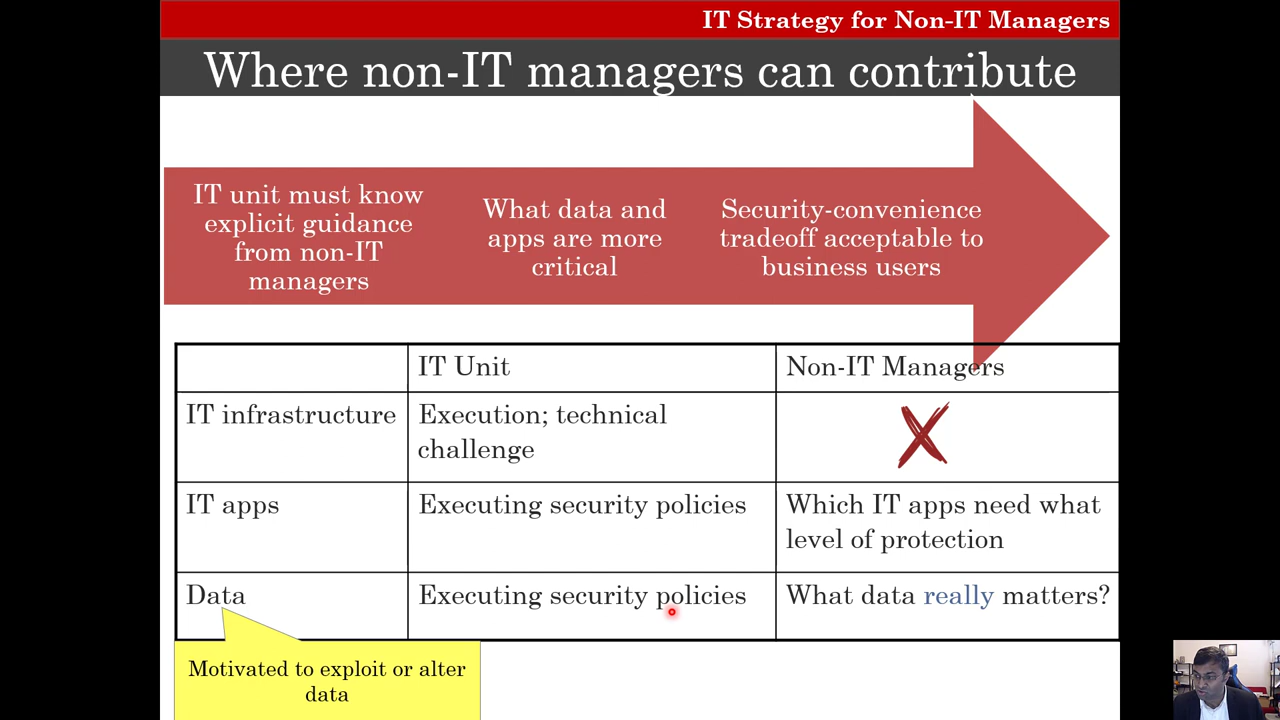 IT Strategy for Non-IT Managers
Where non-IT managers can contribute
IT unit must know
explicit guidance
from non-IT
managers
What data and
apps are more
critical
Security-convenience
tradeoff acceptable to
business users
IT Unit
Non-IT Managers
IT infrastructure
Execution; technical
challenge
IT apps
Executing security policies
Which IT apps need what
level of protection
Data
Executing security policies
What data really matters?
Motivated to exploit or alter
data